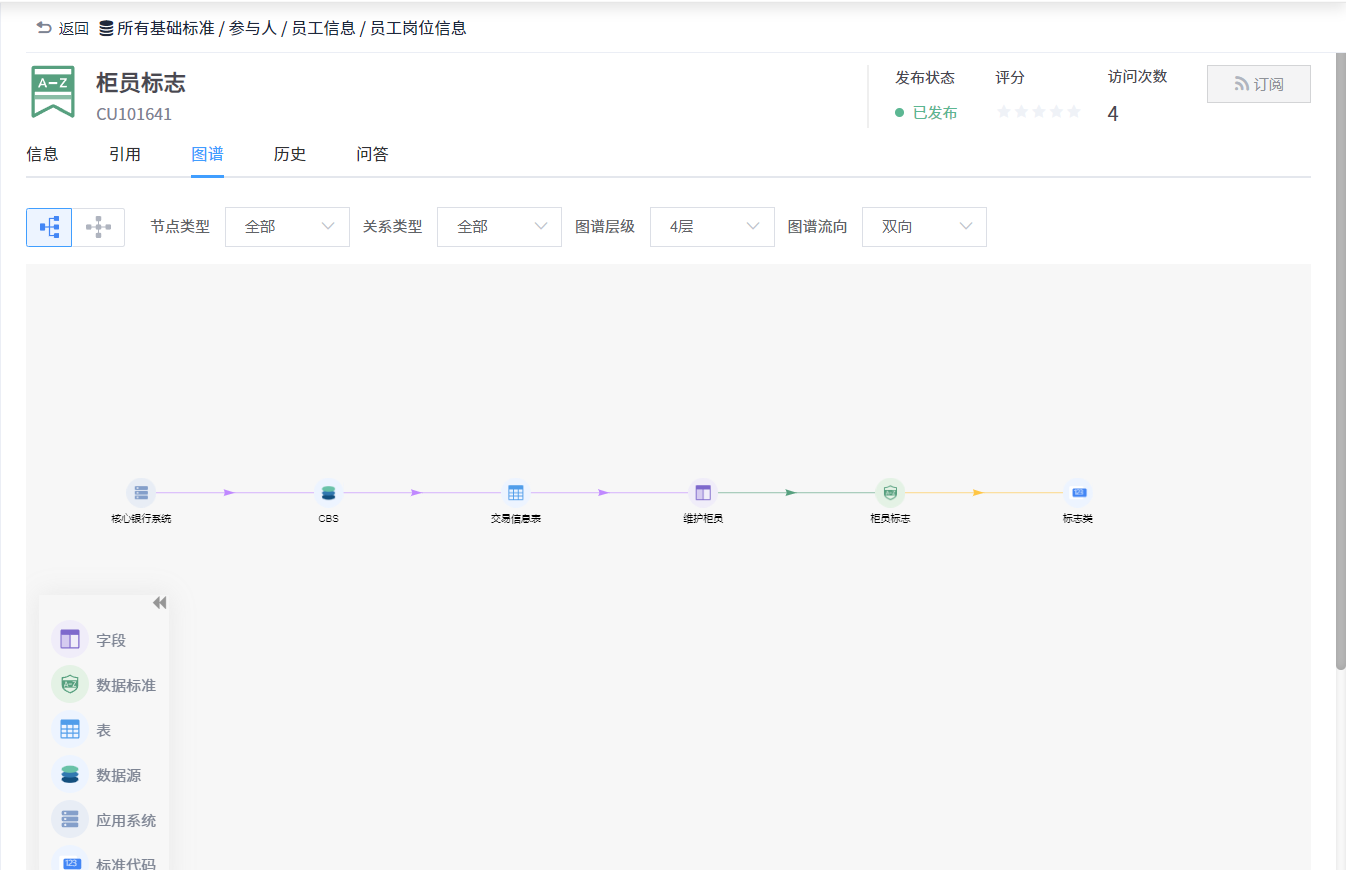 返回 所有基础标准 / 参与人 / 员工信息 / 员工岗位信息
A-Z
柜员标志
CU101641
发布状态 评分 访问次数
已发布 4
订阅
信息 引用 图谱 历史 问答
节点类型 全部 关系类型 全部 图谱层级 4层 图谱流向 双向
核心银行系统 CBS 交易信息表 维护柜员 柜员标志 标志类
字段
A-Z 数据标准
表
数据源
应用系统
123 标准代码